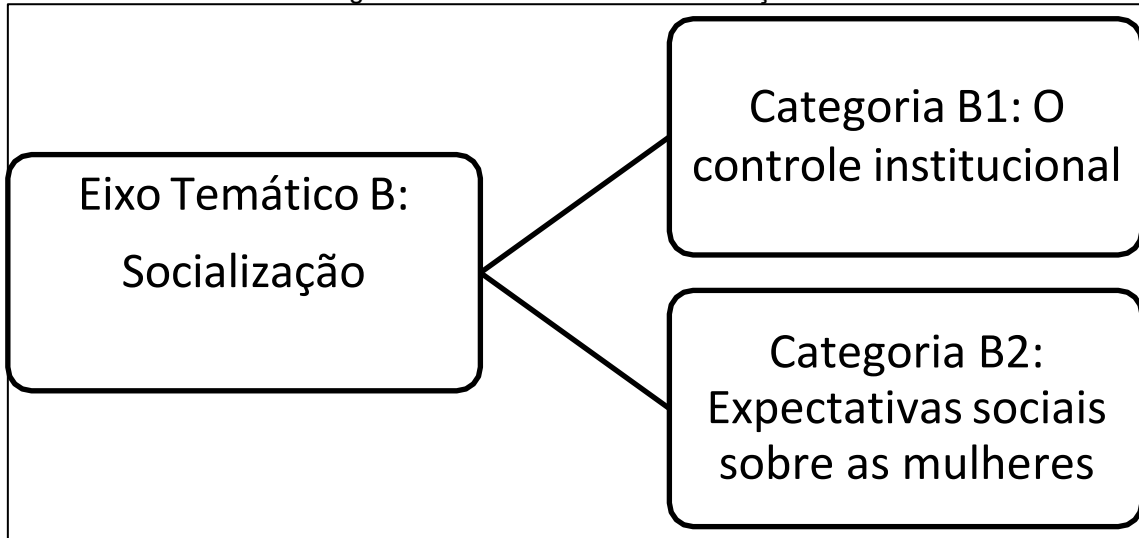 Eixo Temático B:
Socialização
Categoria B1: O
controle institucional
Categoria B2:
Expectativas sociais
sobre as mulheres